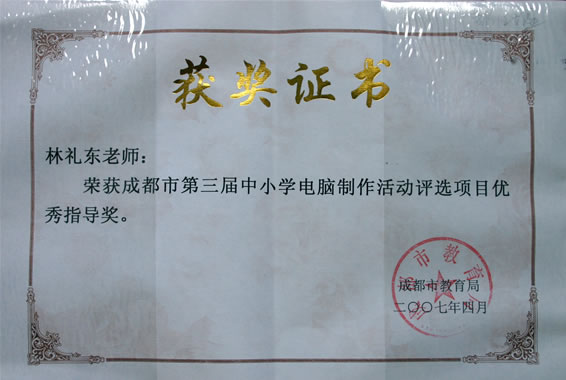 获奖证书
林礼东老师：
荣获成都市第三届中小学电脑制作活动评选项目优
秀指导奖。
成都市教育局
二〇〇七年四月